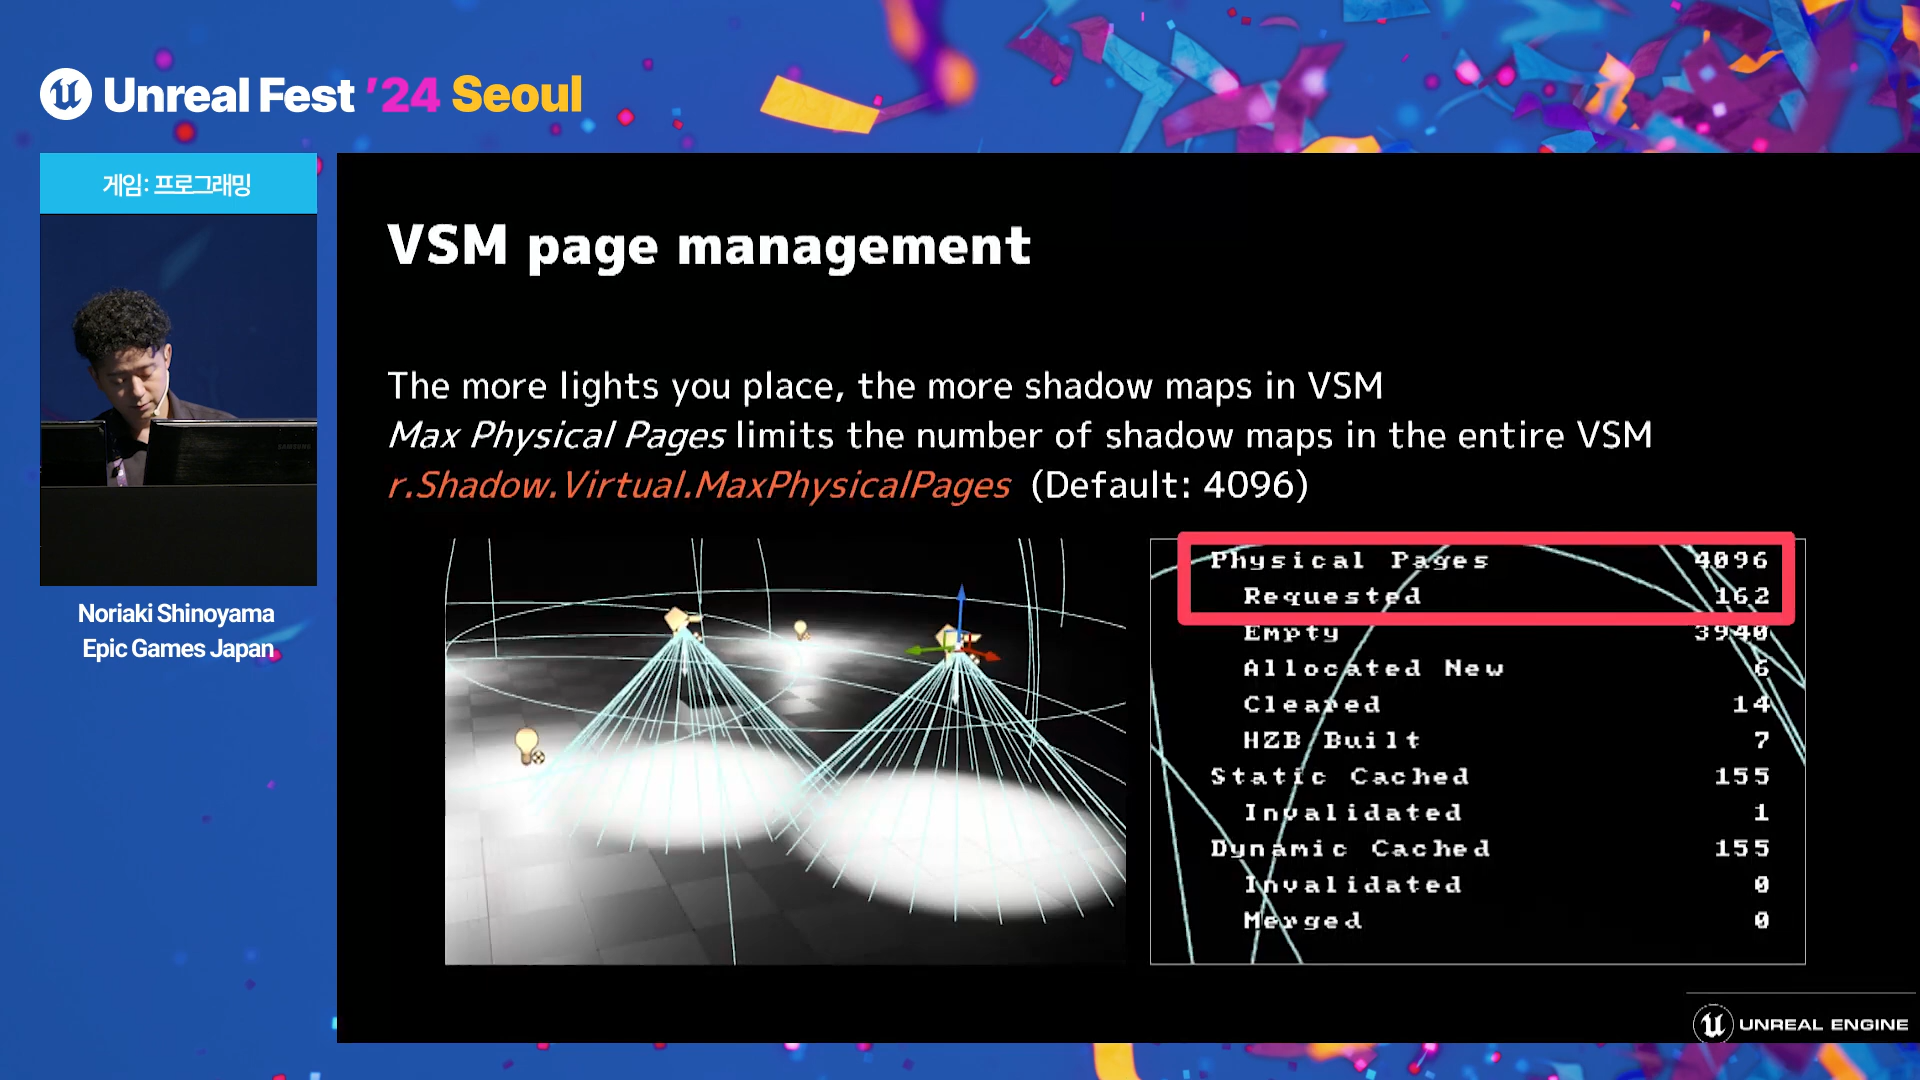 Unreal Fest '24 Seoul
게임: 프로그래밍
SAMSUNG
Noriaki Shinoyama
Epic Games Japan
VSM page management
The more lights you place, the more shadow maps in VSM
Max Physical Pages limits the number of shadow maps in the entire VSM
r.Shadow.Virtual.MaxPhysicalPages (Default: 4096)
Physical Pages 4096
Requested 162
Empty 3940
Allocated New 6
Cleared 14
HZB Built 7
Static Cached 155
Invalidated 1
Dynamic Cached 155
Invalidated 0
Merged 0
UNREAL ENGINE